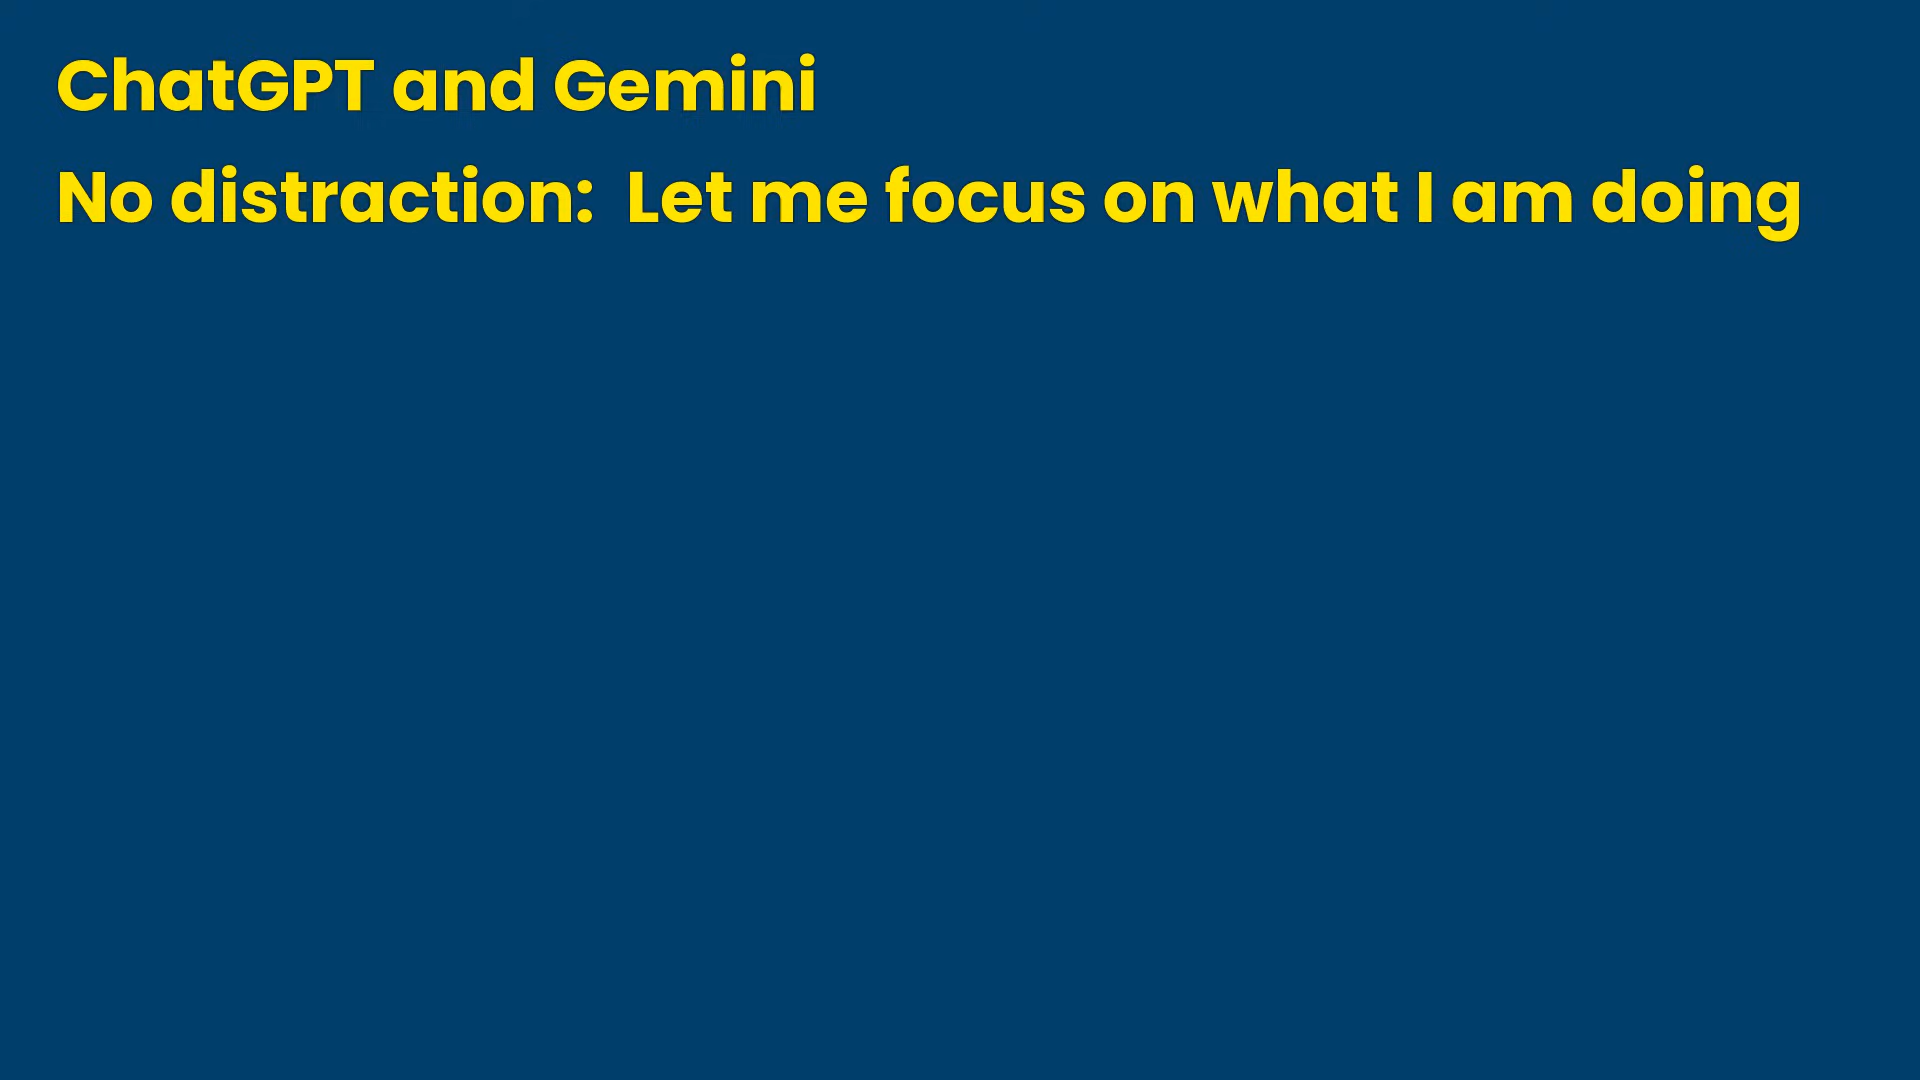 ChatGPT and Gemini
No distraction:  Let me focus on what I am doing